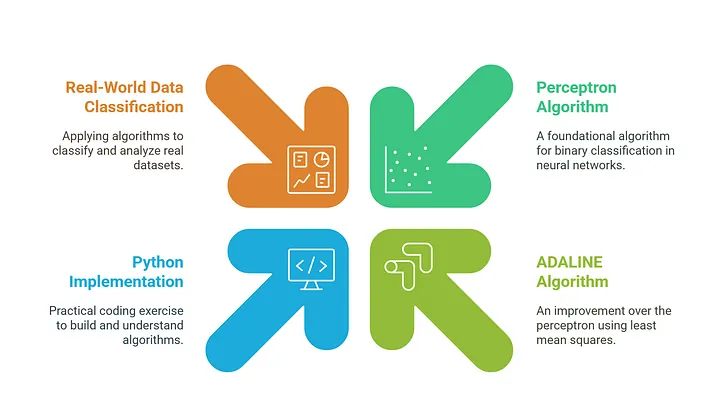 Real-World Data
Classification
Applying algorithms to
classify and analyze real
datasets.
Perceptron
Algorithm
A foundational algorithm
for binary classification in
neural networks.
Python
Implementation
Practical coding exercise
to build and understand
algorithms.
ADALINE
Algorithm
An improvement over the
perceptron using least
mean squares.